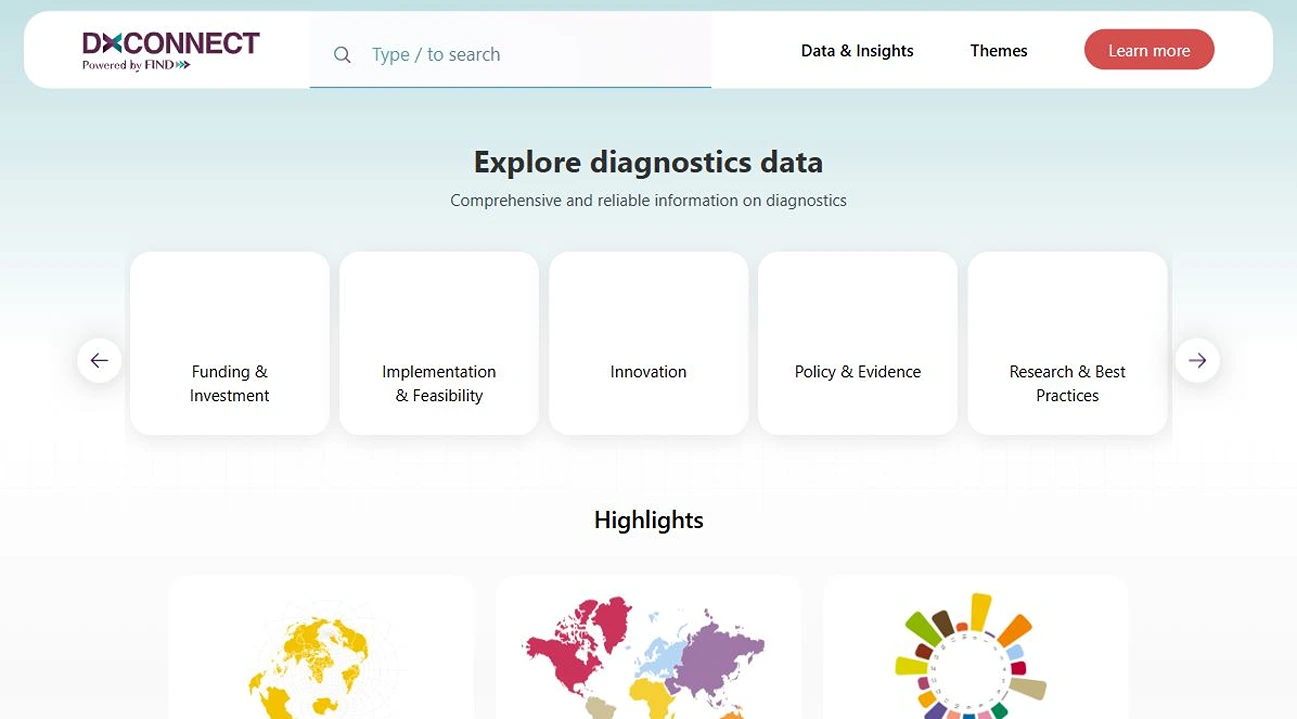 DXCONNECT
Powered by FIND
Type / to search
Data & Insights
Themes
Learn more
Explore diagnostics data
Comprehensive and reliable information on diagnostics
Funding &
Investment
Implementation
& Feasibility
Innovation
Policy & Evidence
Research & Best
Practices
Highlights